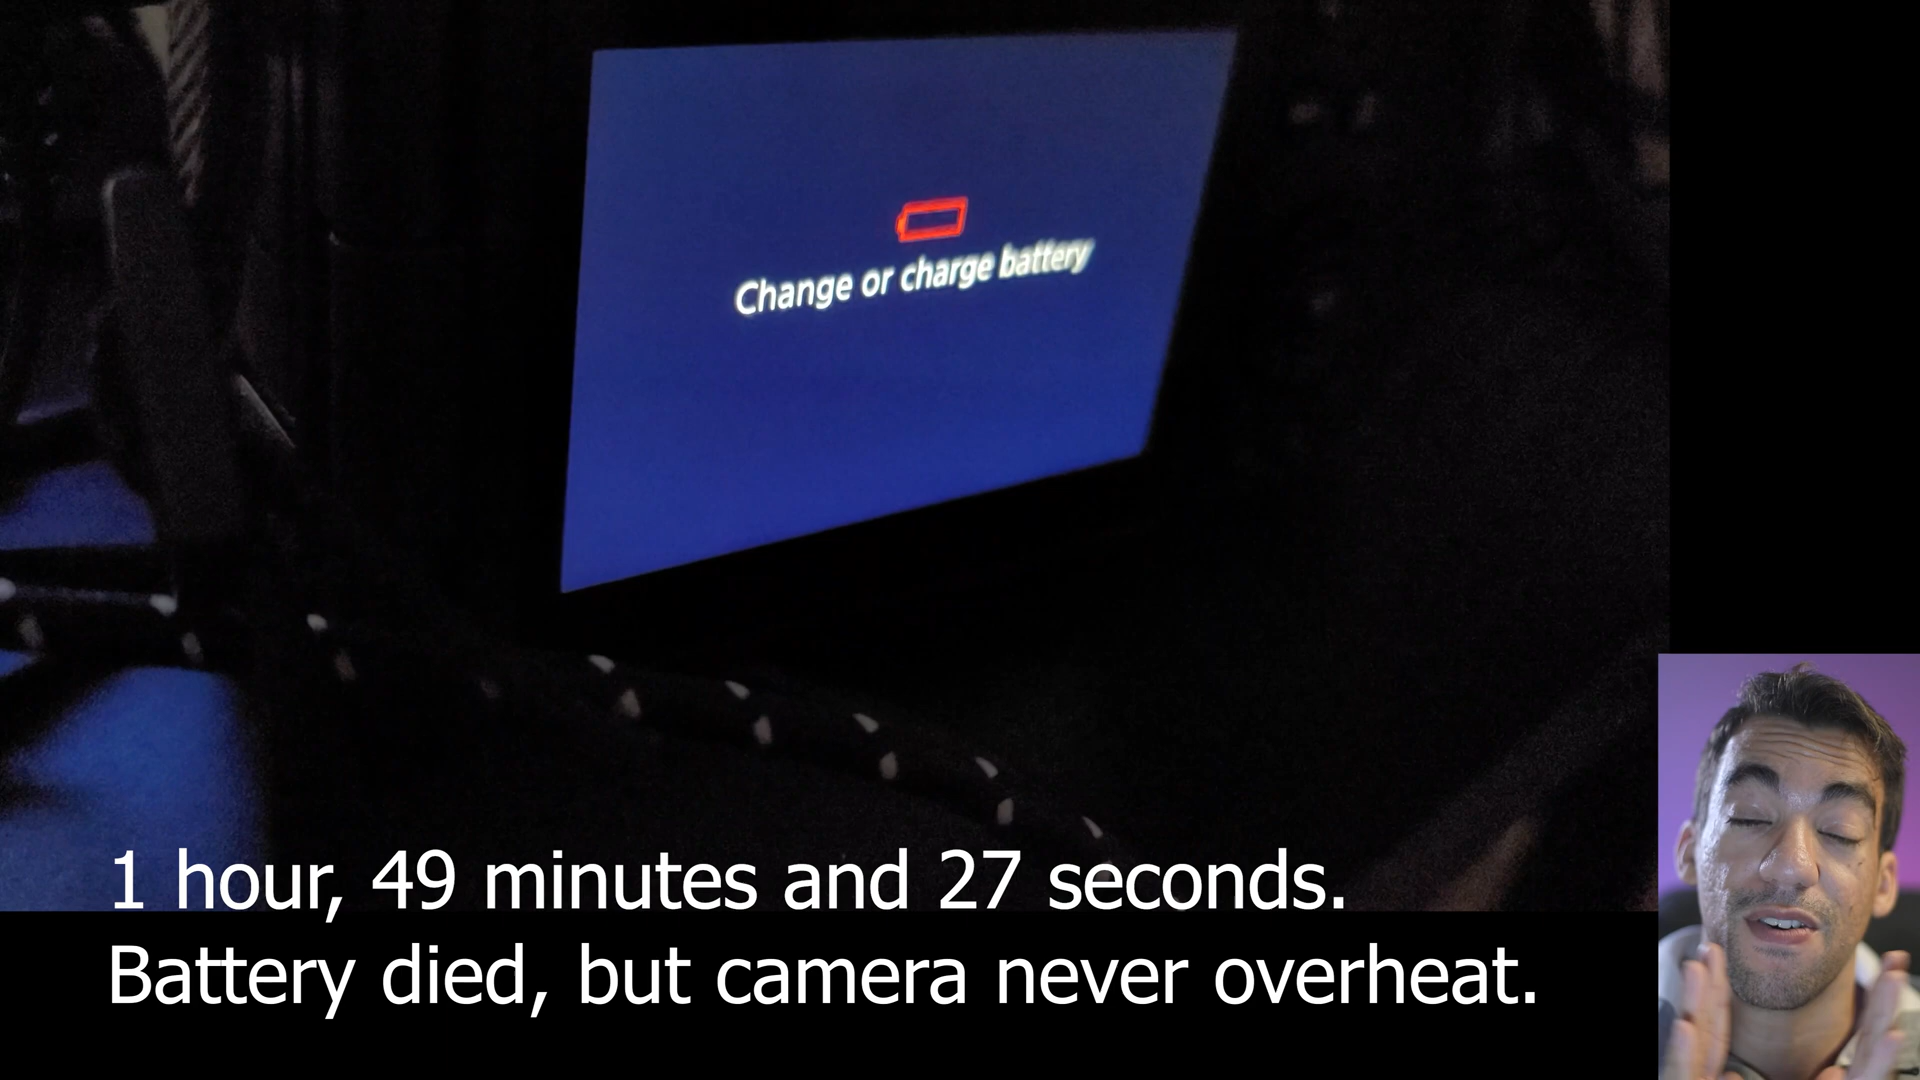 Change or charge battery
1 hour, 49 minutes and 27 seconds.
Battery died, but camera never overheat.